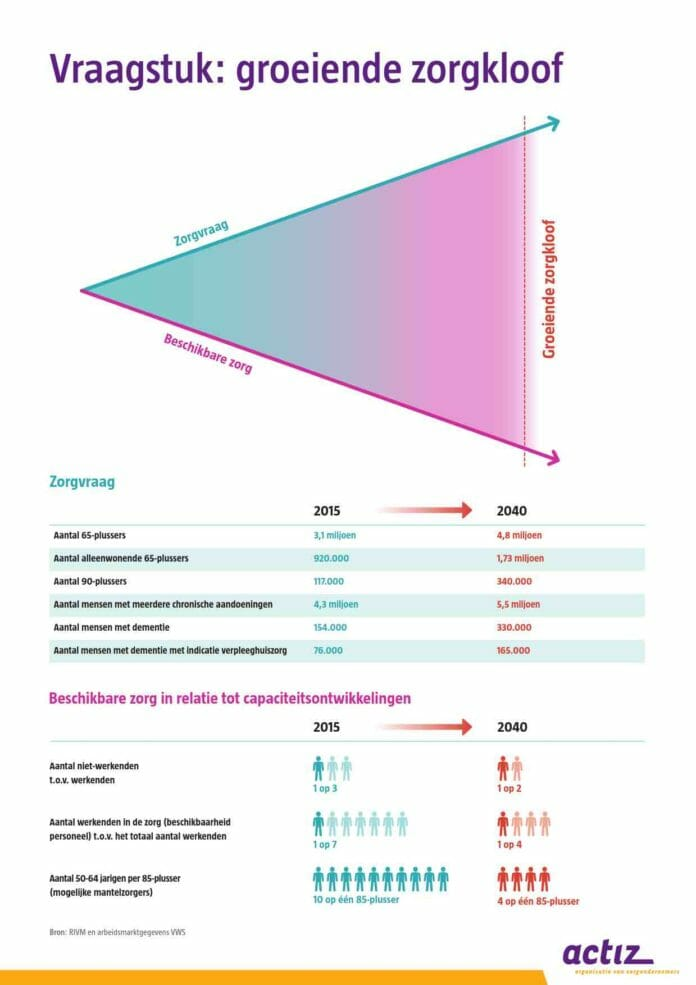 Vraagstuk: groeiende zorgkloof
Zorgvraag
Beschikbare zorg
Groeiende zorgkloof
Zorgvraag
2015 2040
Aantal 65-plussers 3,1 miljoen 4,8 miljoen
Aantal alleenwonende 65-plussers 920.000 1,73 miljoen
Aantal 90-plussers 117.000 340.000
Aantal mensen met meerdere chronische aandoeningen 4,3 miljoen 5,5 miljoen
Aantal mensen met dementie 154.000 330.000
Aantal mensen met dementie met indicatie verpleeghuiszorg 76.000 165.000
Beschikbare zorg in relatie tot capaciteitsontwikkelingen
2015 2040
Aantal niet-werkenden
t.o.v. werkenden
1 op 3 1 op 2
Aantal werkenden in de zorg (beschikbaarheid
personeel) t.o.v. het totaal aantal werkenden
1 op 7 1 op 4
Aantal 50-64 jarigen per 85-plusser
(mogelijke mantelzorgers)
10 op één 85-plusser 4 op één 85-plusser
Bron: RIVM en arbeidsmarktgegevens VWS
actiz
organisatie van zorgondernemers